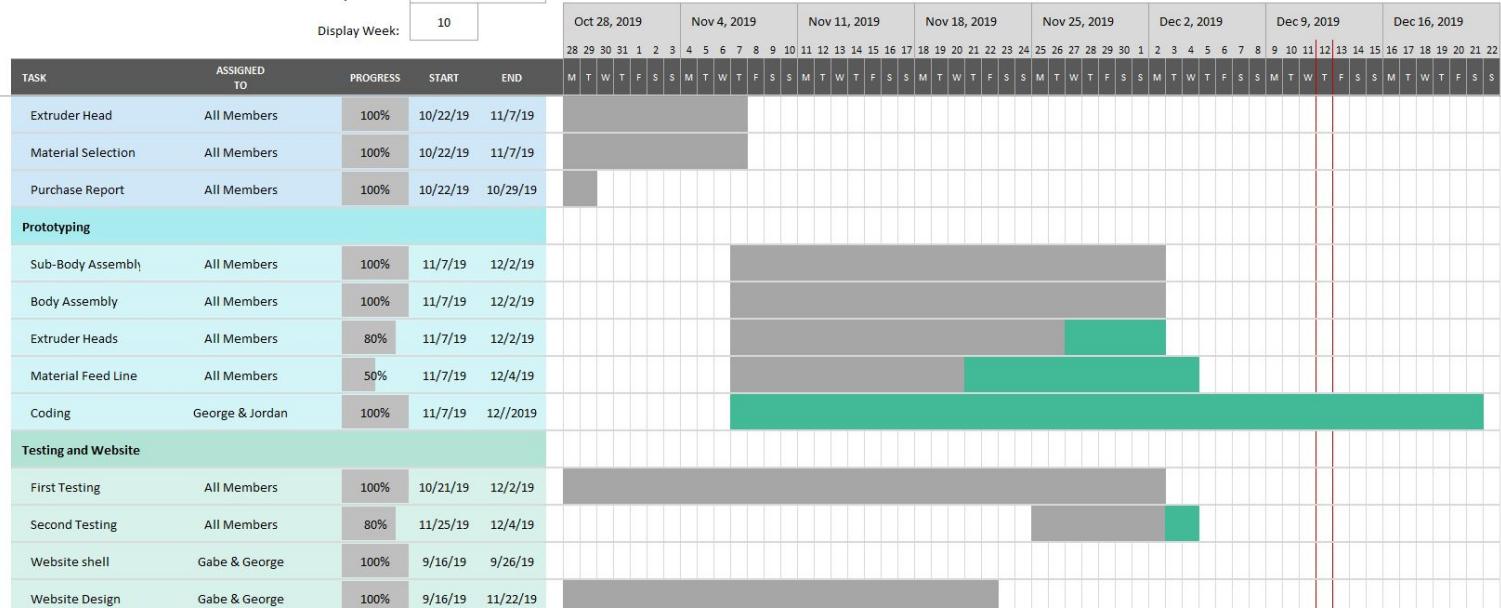 Display Week: 10
Oct 28, 2019 Nov 4, 2019 Nov 11, 2019 Nov 18, 2019 Nov 25, 2019 Dec 2, 2019 Dec 9, 2019 Dec 16, 2019
28 29 30 31 1 2 3 4 5 6 7 8 9 10 11 12 13 14 15 16 17 18 19 20 21 22 23 24 25 26 27 28 29 30 1 2 3 4 5 6 7 8 9 10 11 12 13 14 15 16 17 18 19 20 21 22
TASK ASSIGNED TO PROGRESS START END M T W T F S S M T W T F S S M T W T F S S M T W T F S S M T W T F S S M T W T F S S M T W T F S S M T W T F S S
Extruder Head All Members 100% 10/22/19 11/7/19
Material Selection All Members 100% 10/22/19 11/7/19
Purchase Report All Members 100% 10/22/19 10/29/19
Prototyping
Sub-Body Assembly All Members 100% 11/7/19 12/2/19
Body Assembly All Members 100% 11/7/19 12/2/19
Extruder Heads All Members 80% 11/7/19 12/2/19
Material Feed Line All Members 50% 11/7/19 12/4/19
Coding George & Jordan 100% 11/7/19 12//2019
Testing and Website
First Testing All Members 100% 10/21/19 12/2/19
Second Testing All Members 80% 11/25/19 12/4/19
Website shell Gabe & George 100% 9/16/19 9/26/19
Website Design Gabe & George 100% 9/16/19 11/22/19